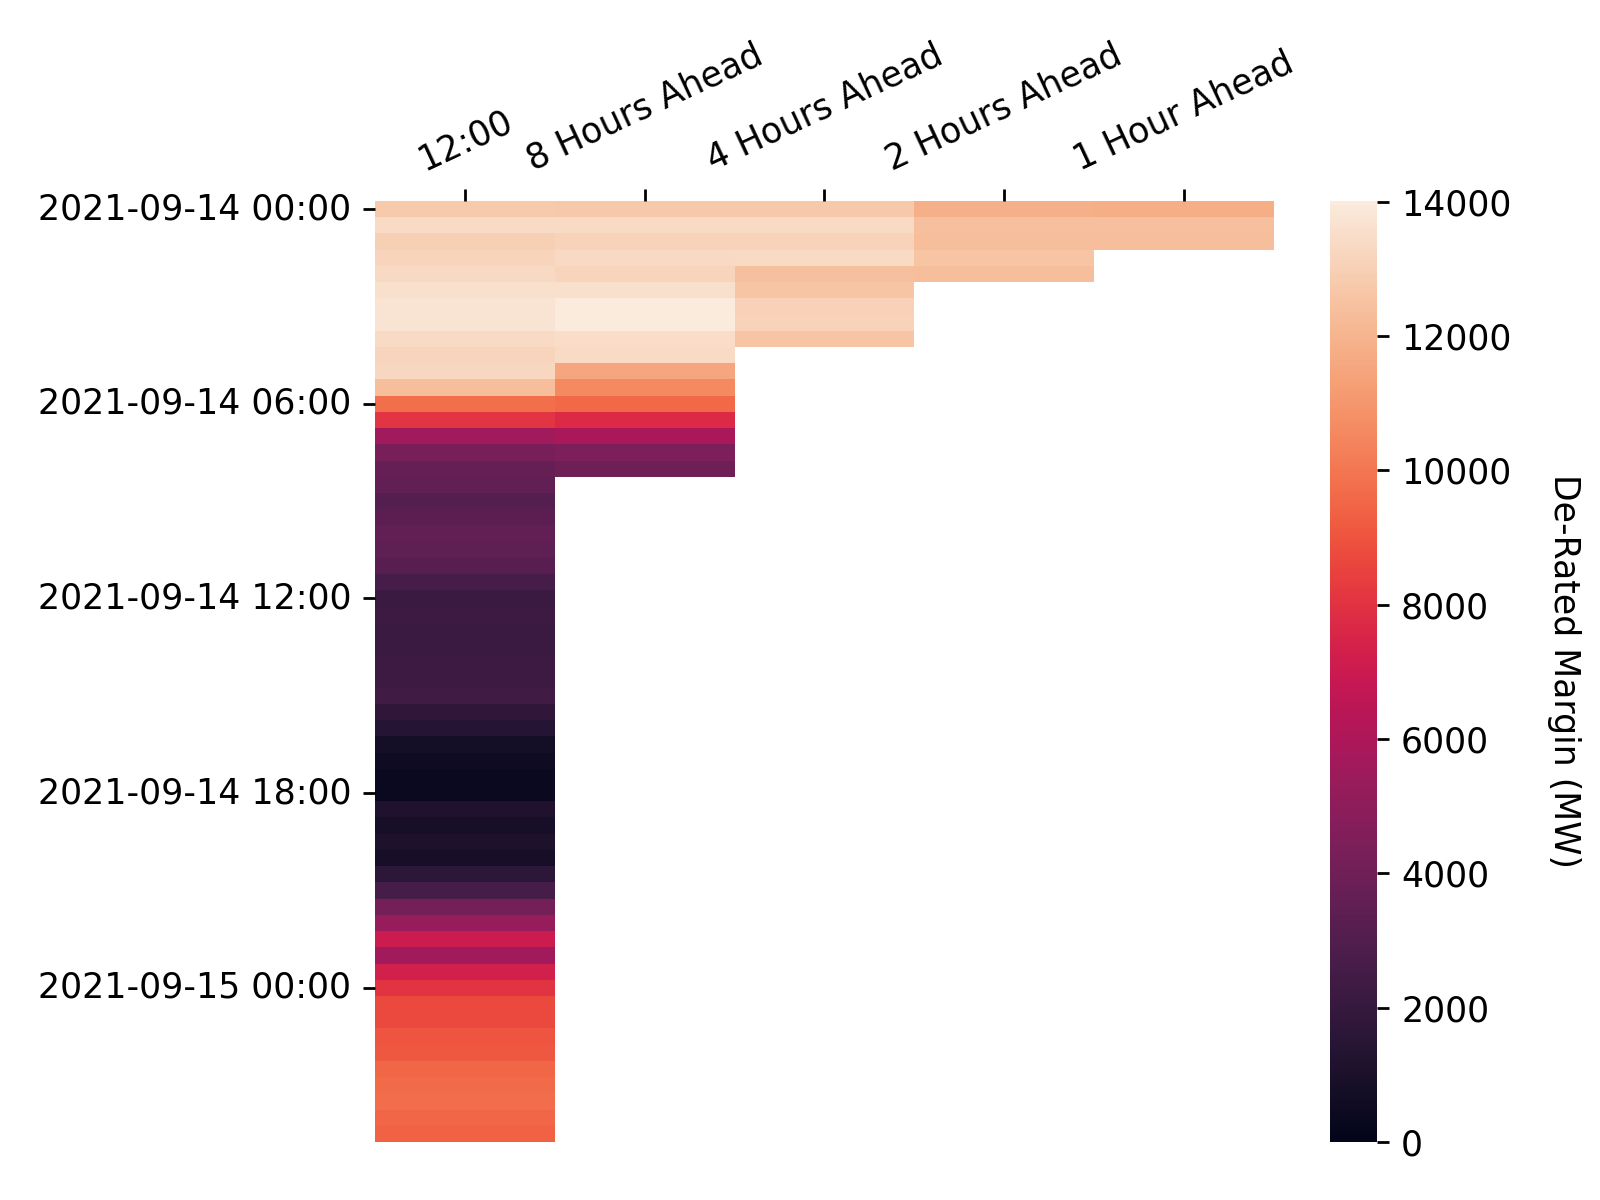 12:00
8 Hours Ahead
4 Hours Ahead
2 Hours Ahead
1 Hour Ahead
2021-09-14 00:00
2021-09-14 06:00
2021-09-14 12:00
2021-09-14 18:00
2021-09-15 00:00
14000
12000
10000
8000
6000
4000
2000
0
De-Rated Margin (MW)